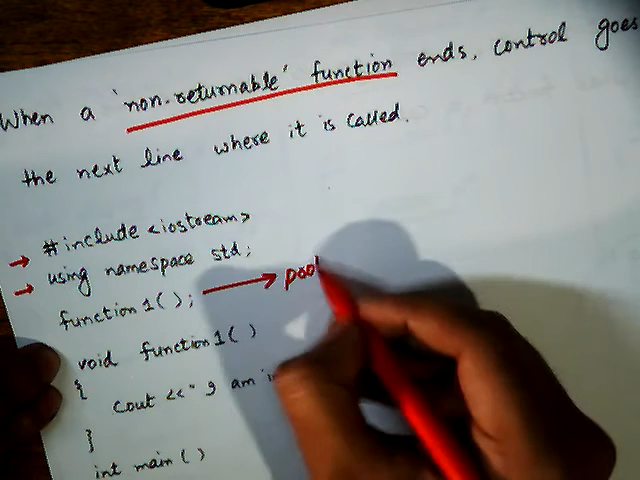 When a 'non-returnable' function ends, control goes
the next line where it is called.
#include <iostream>
using namespace std;
function1();
void function1()
{
cout << " I am in
}
int main()